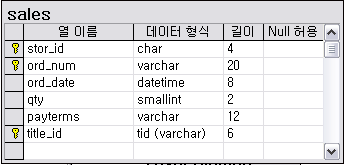 sales
열 이름 데이터 형식 길이 Null 허용
stor_id char 4
ord_num varchar 20
ord_date datetime 8
qty smallint 2
payterms varchar 12
title_id tid (varchar) 6